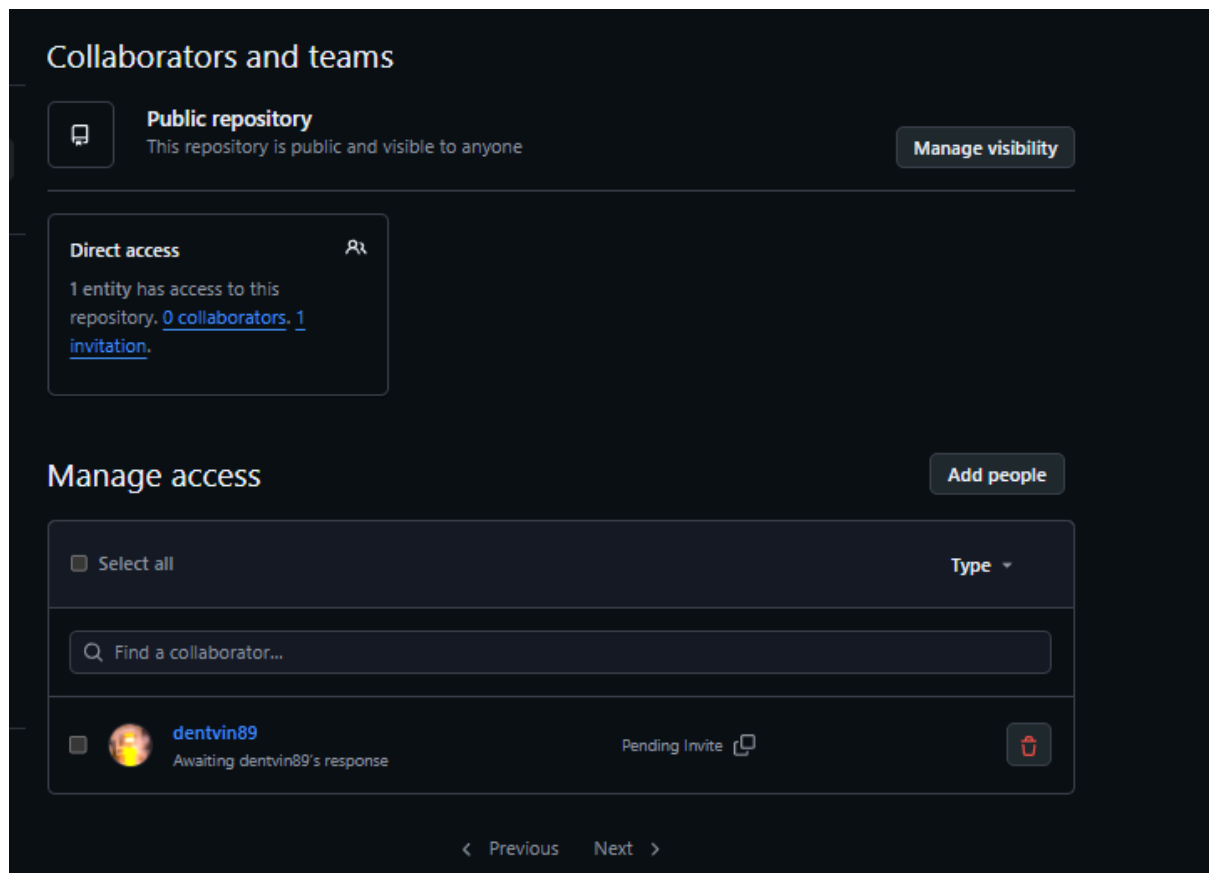 Collaborators and teams
Public repository
This repository is public and visible to anyone
Manage visibility
Direct access
1 entity has access to this
repository. 0 collaborators. 1
invitation.
Manage access
Add people
Select all
Type
Find a collaborator...
dentvin89
Awaiting dentvin89's response
Pending Invite
Previous
Next